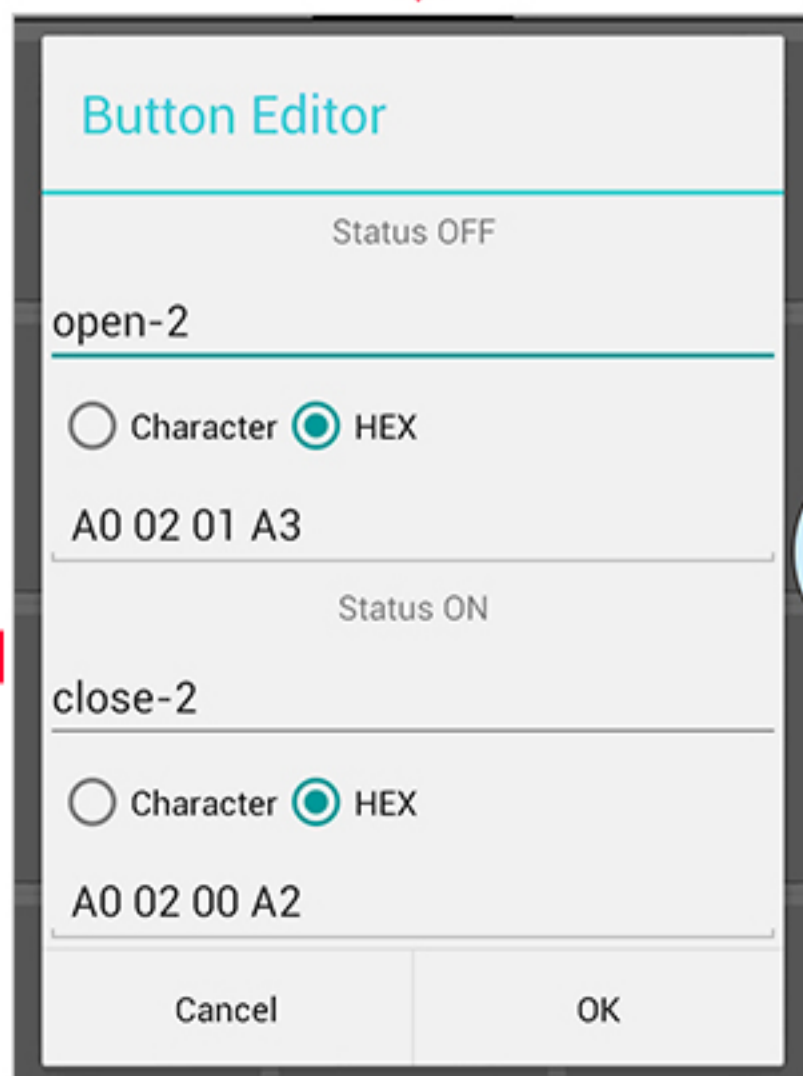 Button Editor
Status OFF
open-2
Character HEX
A0 02 01 A3
Status ON
close-2
Character HEX
A0 02 00 A2
Cancel OK